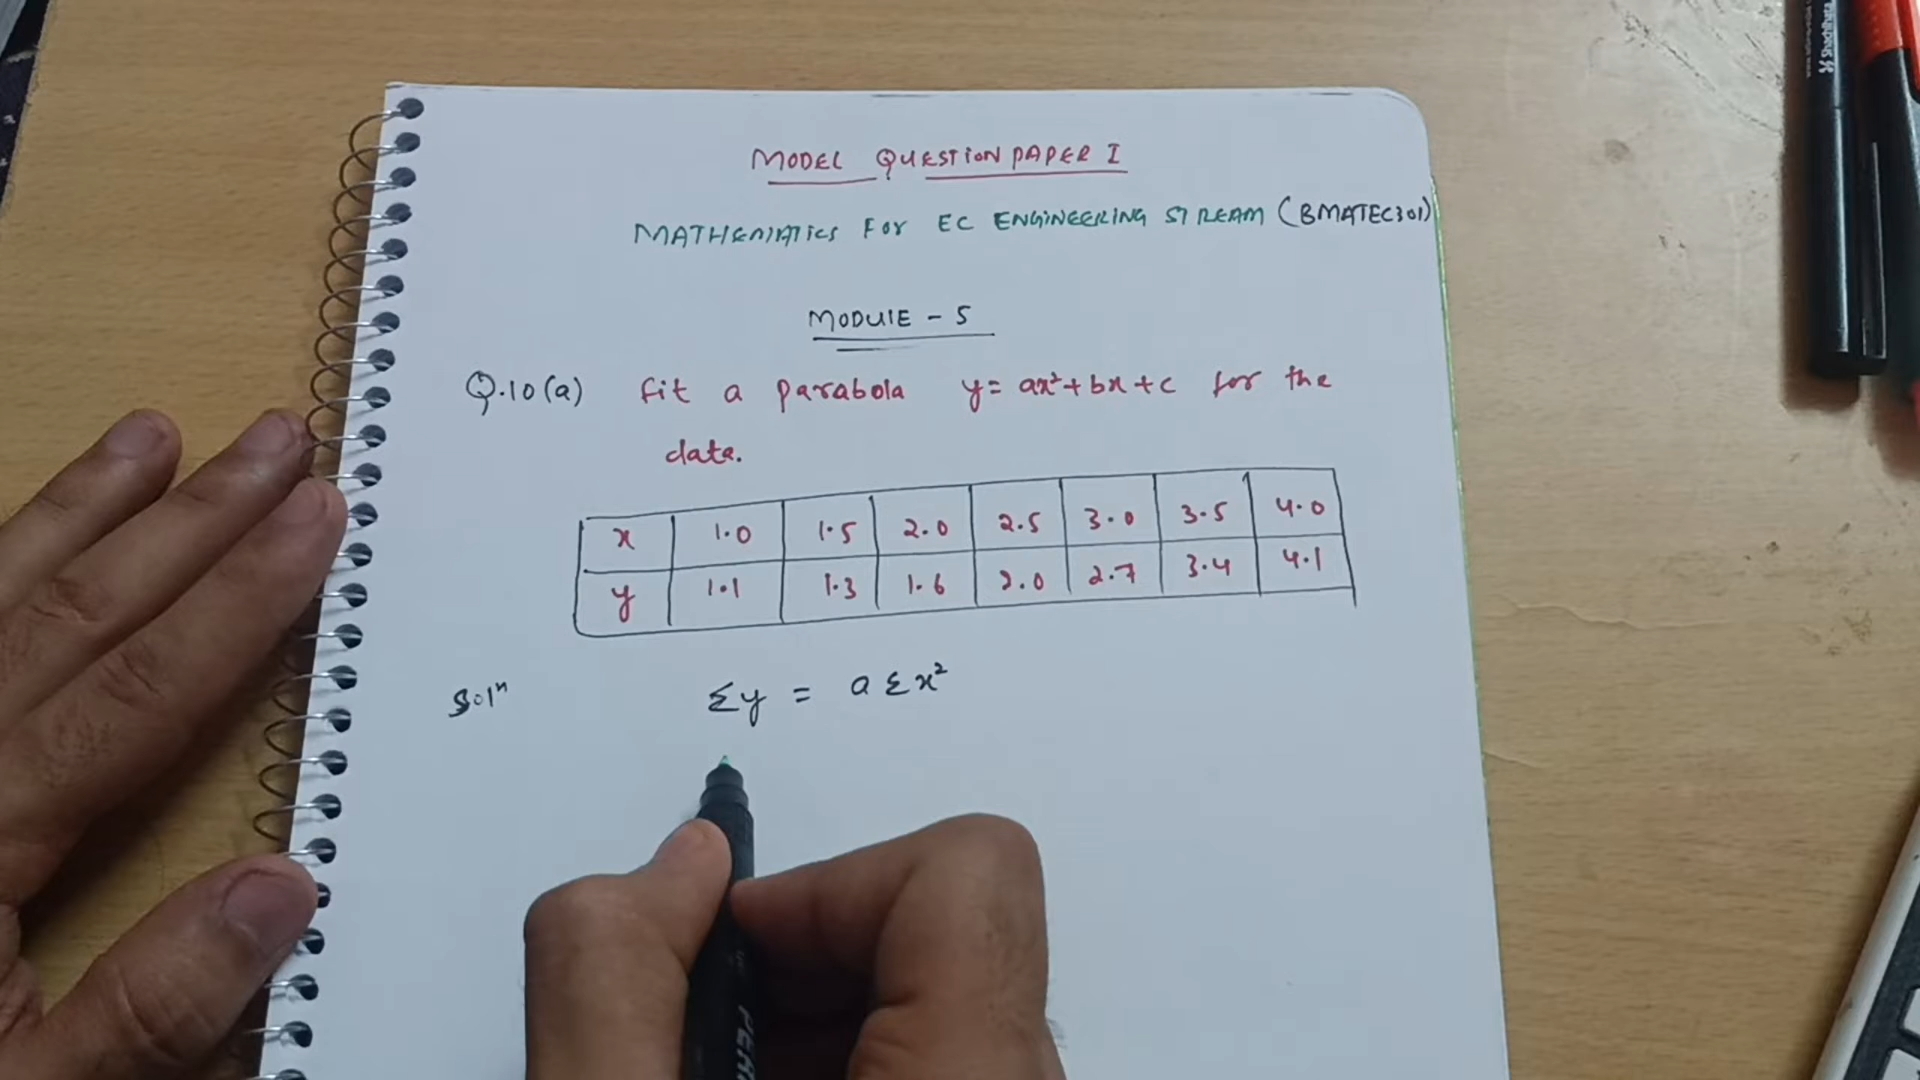 MODEL QUESTION PAPER I
MATHEMATICS For EC ENGINEERING STREAM (BMATEC301)
MODULE - 5
Q.10(a) Fit a parabola y= ax²+bx+c for the
data.
x 1.0 1.5 2.0 2.5 3.0 3.5 4.0
y 1.1 1.3 1.6 2.0 2.7 3.4 4.1
Solⁿ Σy = a Σx²